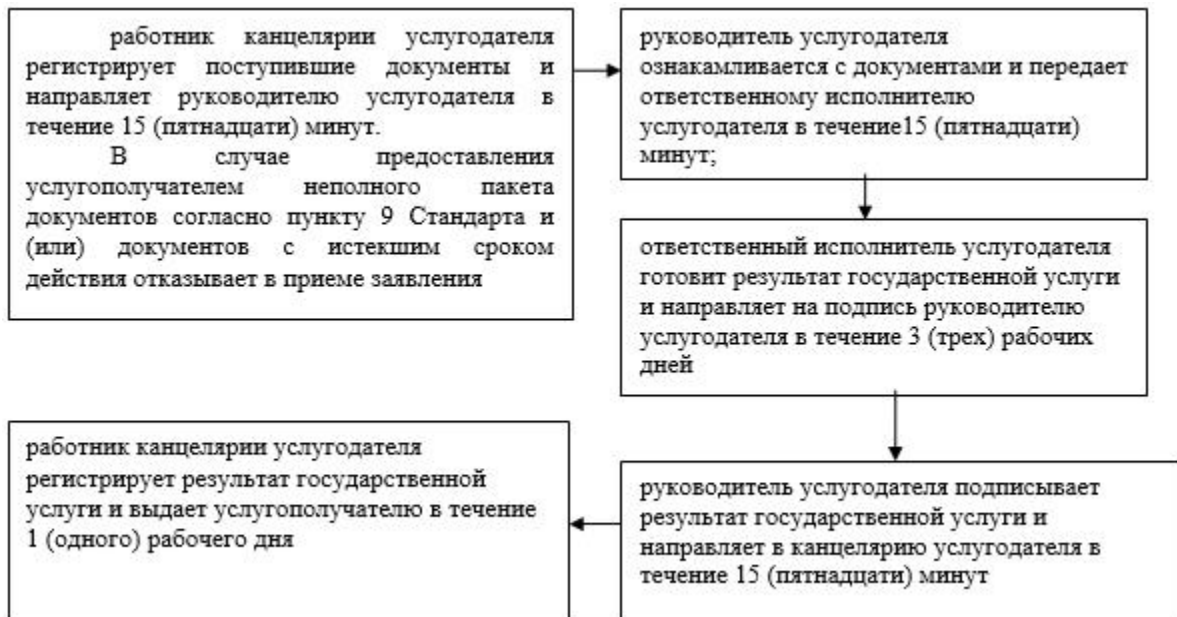 работник канцелярии услугодателя
регистрирует поступившие документы и
направляет руководителю услугодателя в
течение 15 (пятнадцати) минут.
В случае предоставления
услугополучателем неполного пакета
документов согласно пункту 9 Стандарта и
(или) документов с истекшим сроком
действия отказывает в приеме заявления
руководитель услугодателя
ознакамливается с документами и передает
ответственному исполнителю
услугодателя в течение15 (пятнадцати)
минут;
ответственный исполнитель услугодателя
готовит результат государственной услуги
и направляет на подпись руководителю
услугодателя в течение 3 (трех) рабочих
дней
руководитель услугодателя подписывает
результат государственной услуги и
направляет в канцелярию услугодателя в
течение 15 (пятнадцати) минут
работник канцелярии услугодателя
регистрирует результат государственной
услуги и выдает услугополучателю в течение
1 (одного) рабочего дня